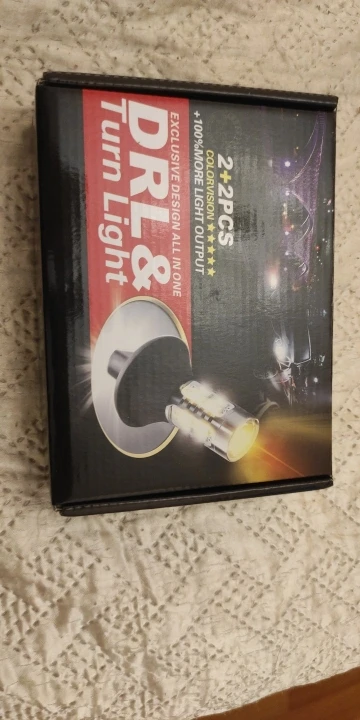 2+2PCS
COLORVISION ★★★★★
+100%MORE LIGHT OUTPUT
EXCLUSIVE DESIGN ALL IN ONE
DRL &
Turn Light